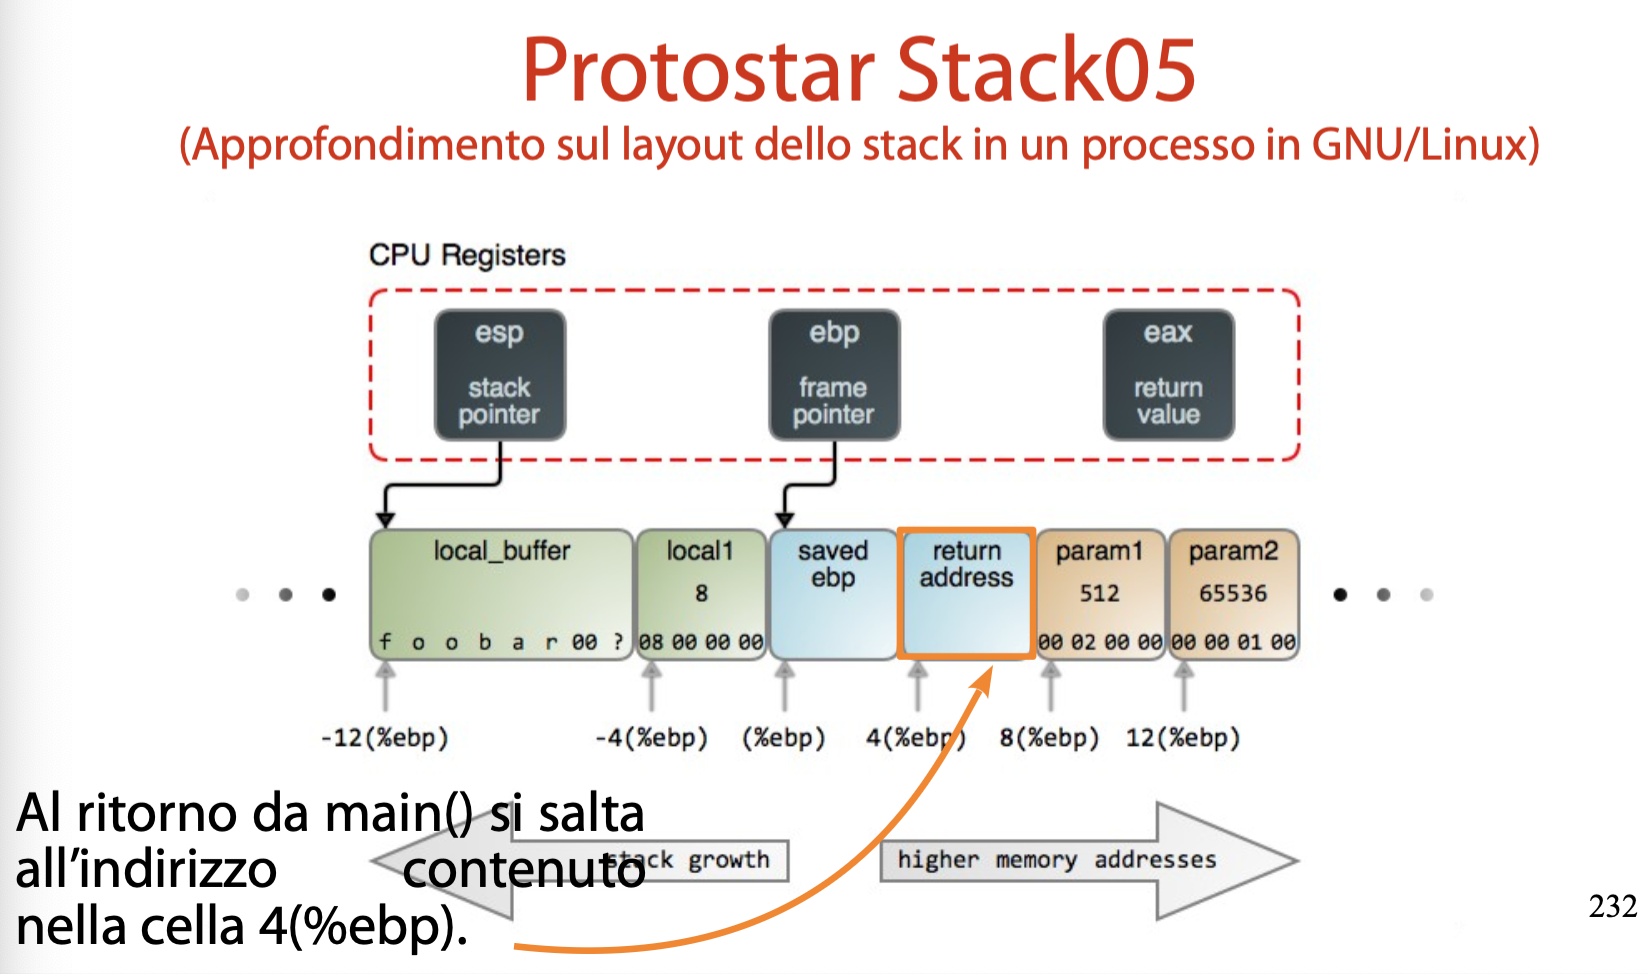 Protostar Stack05
(Approfondimento sul layout dello stack in un processo in GNU/Linux)
CPU Registers
esp
stack
pointer
ebp
frame
pointer
eax
return
value
local_buffer
f o o b a r 00 ?
local1
8
08 00 00 00
saved
ebp
return
address
param1
512
00 02 00 00
param2
65536
00 00 01 00
-12(%ebp)
-4(%ebp)
(%ebp)
4(%ebp)
8(%ebp)
12(%ebp)
Al ritorno da main() si salta
all’indirizzo contenuto
nella cella 4(%ebp).
stack growth
higher memory addresses
232